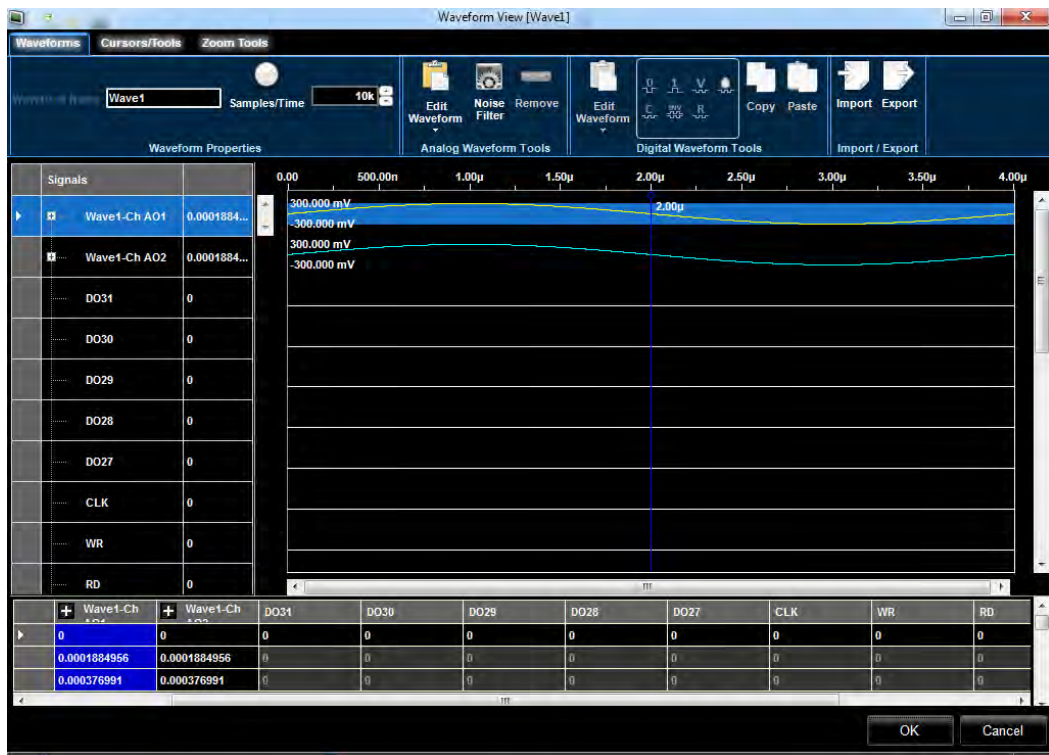 Waveform View [Wave1]
Waveforms Cursors/Tools Zoom Tools
Wave1 Samples/Time 10k
Edit Waveform Noise Filter Remove Edit Waveform 0 1 V C INV R Copy Paste Import Export
Waveform Properties Analog Waveform Tools Digital Waveform Tools Import / Export
Signals 0.00 500.00n 1.00µ 1.50µ 2.00µ 2.50µ 3.00µ 3.50µ 4.00µ
Wave1-Ch AO1 0.0001884... 300.000 mV 2.00µ
-300.000 mV
Wave1-Ch AO2 0.0001884... 300.000 mV
-300.000 mV
DO31 0
DO30 0
DO29 0
DO28 0
DO27 0
CLK 0
WR 0
RD 0
Wave1-Ch Wave1-Ch DO31 DO30 DO29 DO28 DO27 CLK WR RD
0 0 0 0 0 0 0 0 0 0
0.0001884956 0.0001884956 0 0 0 0 0 0 0 0
0.000376991 0.000376991 0 0 0 0 0 0 0 0
OK Cancel